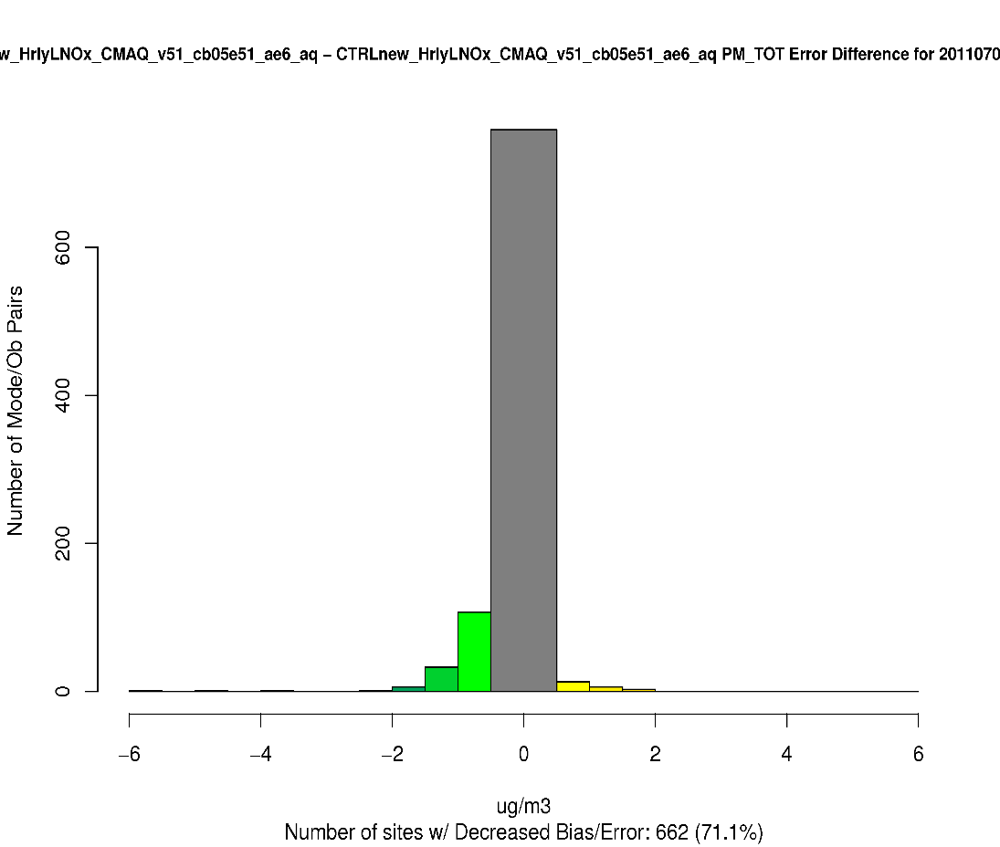 w_HrlyLNOx_CMAQ_v51_cb05e51_ae6_aq − CTRLnew_HrlyLNOx_CMAQ_v51_cb05e51_ae6_aq PM_TOT Error Difference for 2011070
Number of Mode/Ob Pairs
600
400
200
0
−6 −4 −2 0 2 4 6
ug/m3
Number of sites w/ Decreased Bias/Error: 662 (71.1%)